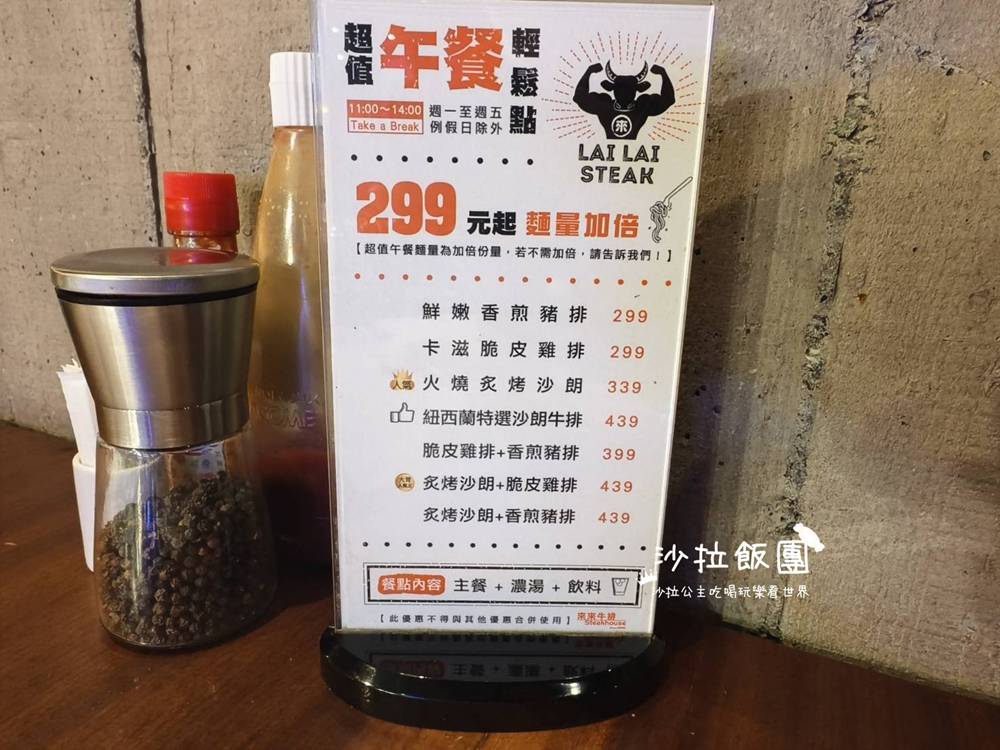 超值午餐輕鬆點
11:00～14:00 週一至週五
Take a Break 例假日除外
來
LAI LAI
STEAK
299元起 麵量加倍
【超值午餐麵量為加倍份量，若不需加倍，請告訴我們！】
鮮嫩香煎豬排 299
卡滋脆皮雞排 299
人氣 火燒炙烤沙朗 339
紐西蘭特選沙朗牛排 439
脆皮雞排+香煎豬排 399
炙烤沙朗+脆皮雞排 439
炙烤沙朗+香煎豬排 439
餐點內容 主餐 + 濃湯 + 飲料
【此優惠不得與其他優惠合併使用】
來來牛排
Steakhouse
沙拉飯團
沙拉公主吃喝玩樂看世界